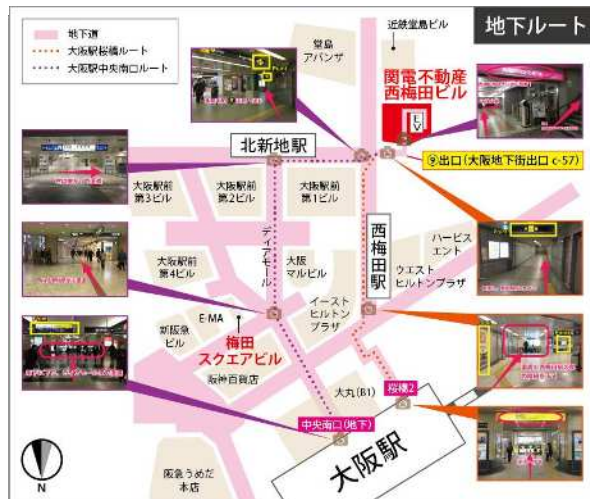 地下ルート
地下道
大阪駅桜橋ルート
大阪駅中央南口ルート
堂島
アバンザ
近鉄堂島ビル
関電不動産
西梅田ビル
EV
北新地駅
⑨出口(大阪地下街出口 c-57)
大阪駅前
第3ビル
大阪駅前
第2ビル
大阪駅前
第1ビル
ディアモール
西梅田駅
大阪駅前
第4ビル
大阪
マルビル
ハービス
エント
ウエスト
ヒルトンプラザ
イースト
ヒルトン
プラザ
E-MA
新阪急
ビル
梅田
スクエアビル
阪神百貨店
大丸(B1)
桜橋2
中央南口(地下)
大阪駅
阪急うめだ
本店
N